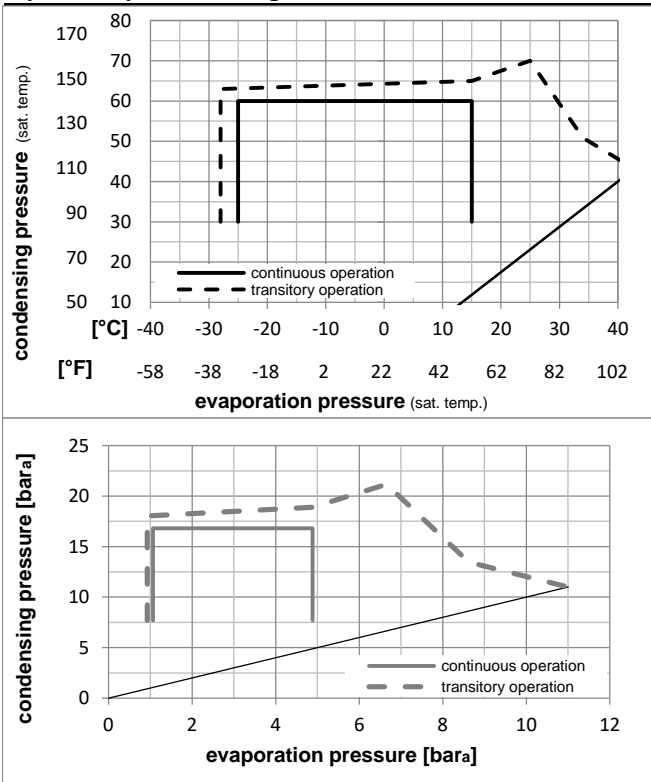 170 80
70
150
60
130
50
110
40
90
30
70
20
50 10
condensing pressure (sat. temp.)
continuous operation
transitory operation
[°C] -40 -30 -20 -10 0 10 20 30 40
[°F] -58 -38 -18 2 22 42 62 82 102
evaporation pressure (sat. temp.)
25
20
15
10
5
0
condensing pressure [bara]
continuous operation
transitory operation
0 2 4 6 8 10 12
evaporation pressure [bara]